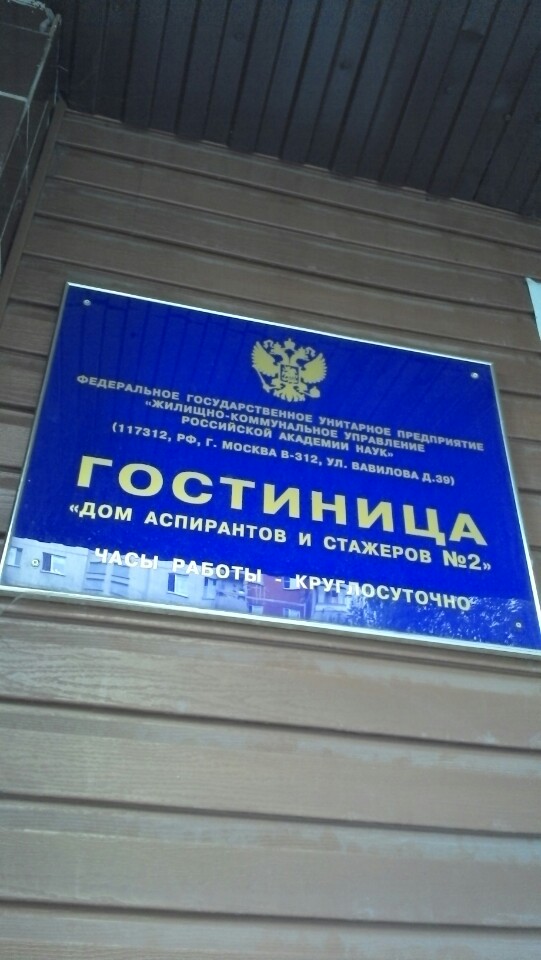 ФЕДЕРАЛЬНОЕ ГОСУДАРСТВЕННОЕ УНИТАРНОЕ ПРЕДПРИЯТИЕ
«ЖИЛИЩНО-КОММУНАЛЬНОЕ УПРАВЛЕНИЕ
РОССИЙСКОЙ АКАДЕМИИ НАУК»
(117312, РФ, Г. МОСКВА В-312, УЛ. ВАВИЛОВА Д.39)
ГОСТИНИЦА
«ДОМ АСПИРАНТОВ И СТАЖЕРОВ №2»
ЧАСЫ РАБОТЫ - КРУГЛОСУТОЧНО